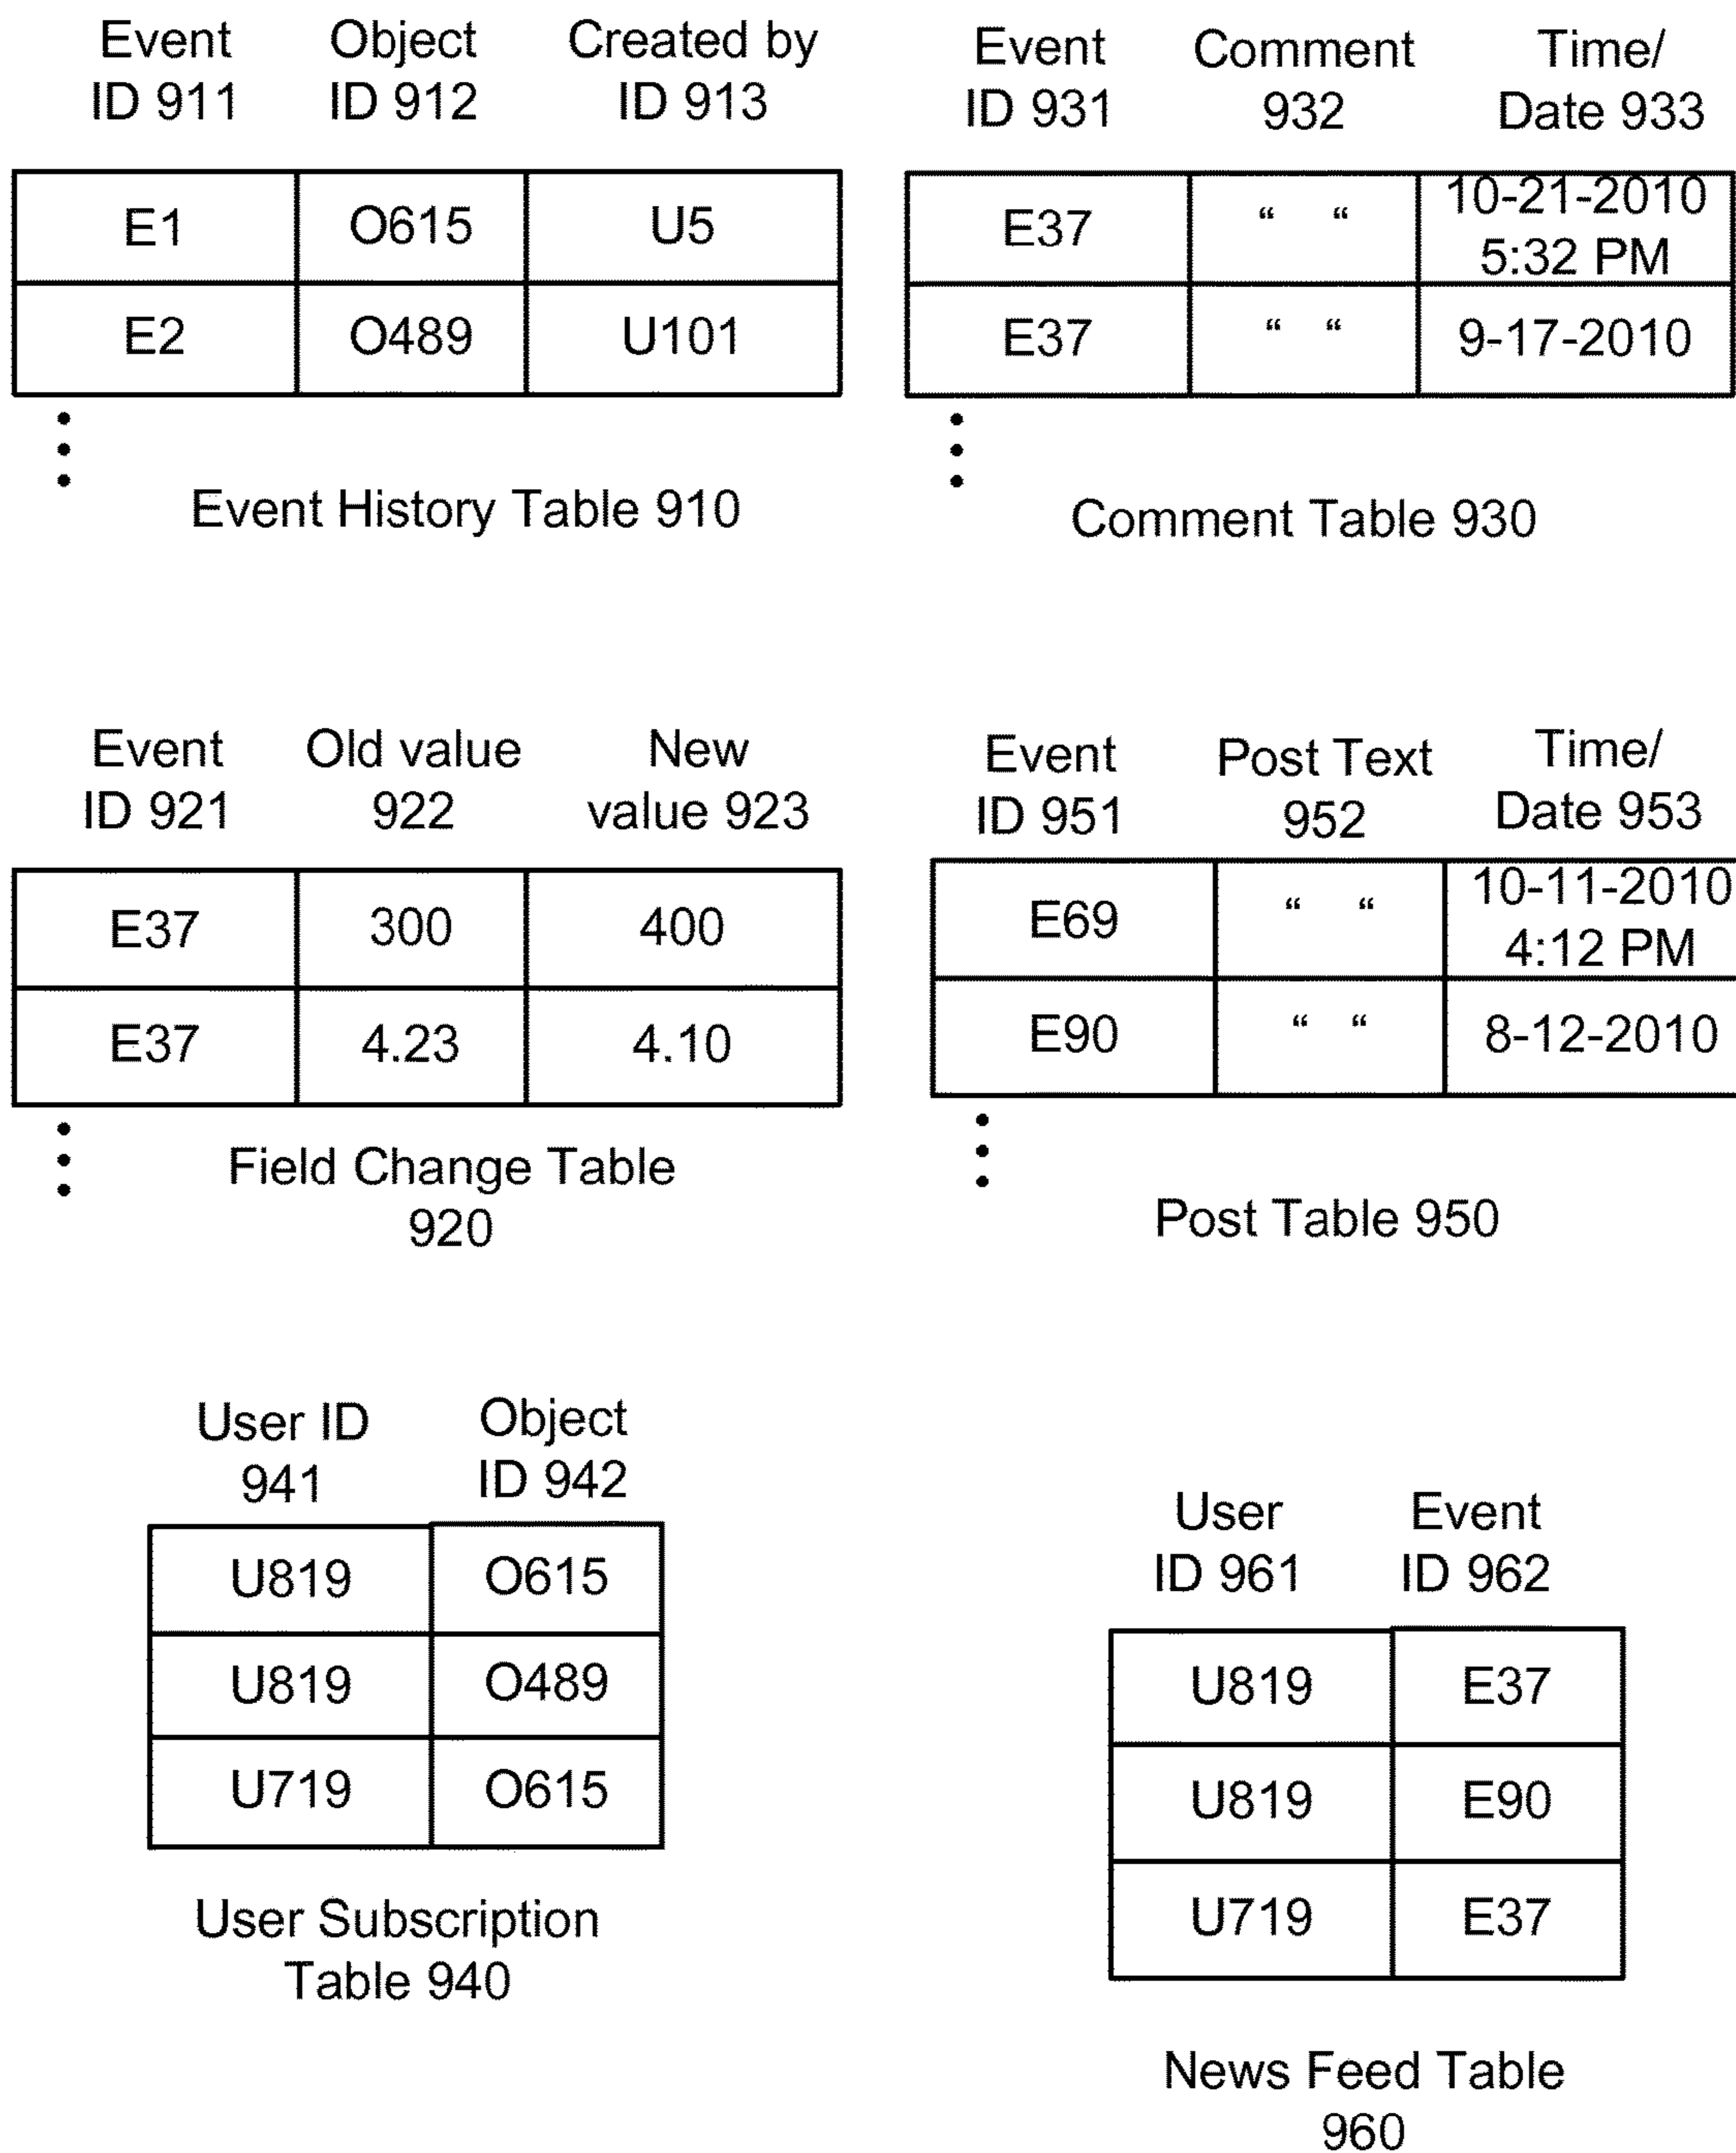 Event Object Created by
ID 911 ID 912 ID 913
E1 O615 U5
E2 O489 U101
Event History Table 910
Event Comment Time/
ID 931 932 Date 933
E37 “ “ 10-21-2010
5:32 PM
E37 “ “ 9-17-2010
Comment Table 930
Event Old value New
ID 921 922 value 923
E37 300 400
E37 4.23 4.10
Field Change Table
920
Event Post Text Time/
ID 951 952 Date 953
E69 “ “ 10-11-2010
4:12 PM
E90 “ “ 8-12-2010
Post Table 950
User ID Object
941 ID 942
U819 O615
U819 O489
U719 O615
User Subscription
Table 940
User Event
ID 961 ID 962
U819 E37
U819 E90
U719 E37
News Feed Table
960